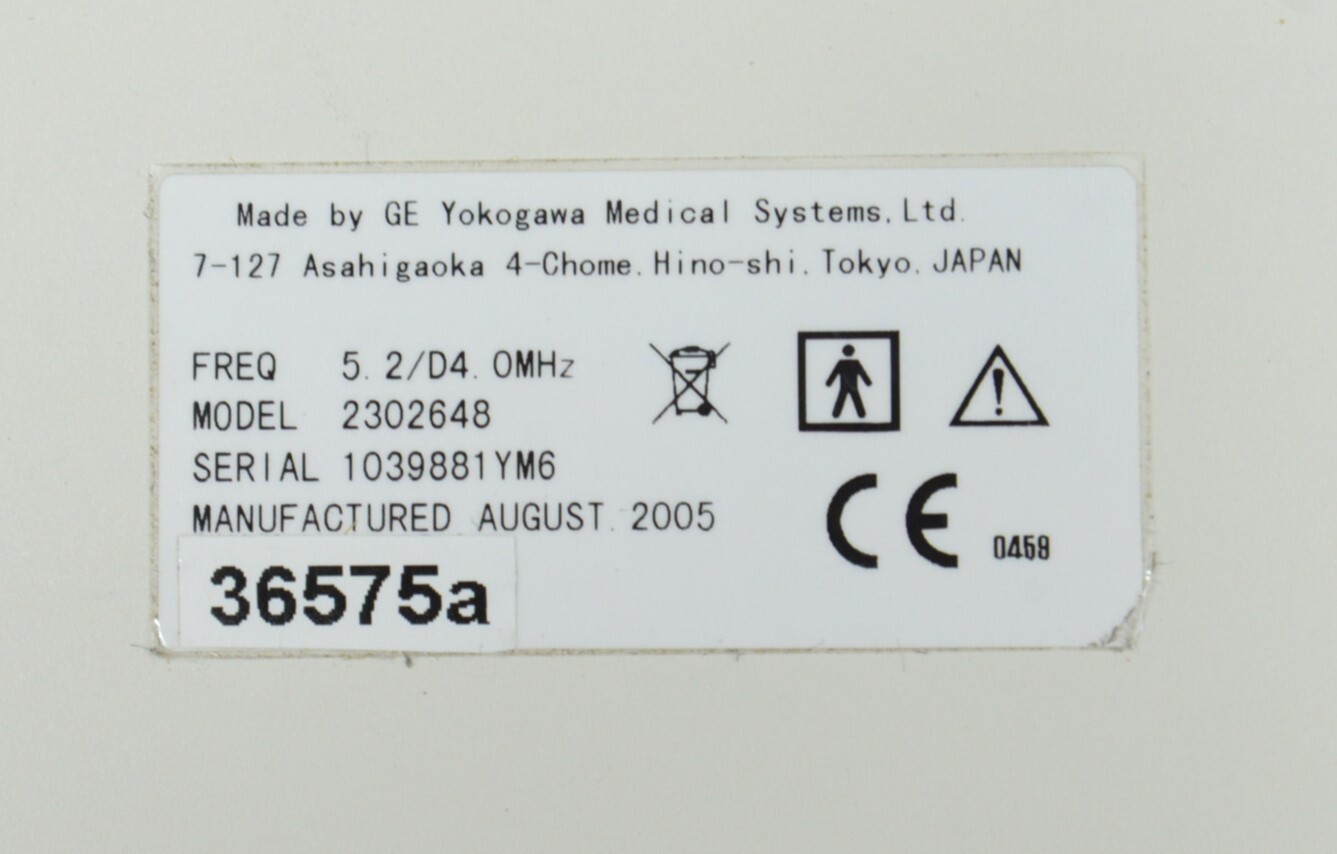 Made by GE Yokogawa Medical Systems,Ltd.
7-127 Asahigaoka 4-Chome,Hino-shi,Tokyo,JAPAN
FREQ 5.2/D4.0MHz
MODEL 2302648
SERIAL 1039881YM6
MANUFACTURED AUGUST.2005
CE 0459
36575a